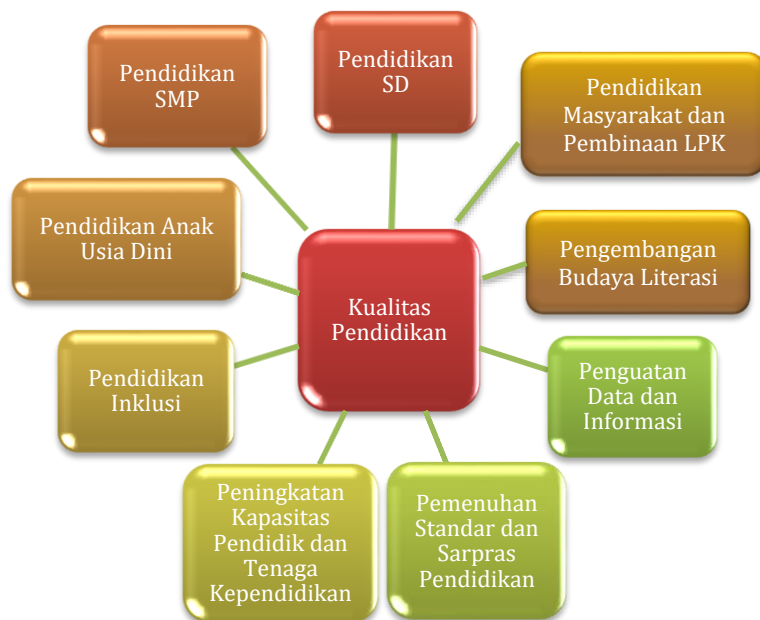 Pendidikan
SMP
Pendidikan
SD
Pendidikan
Masyarakat dan
Pembinaan LPK
Pendidikan Anak
Usia Dini
Pengembangan
Budaya Literasi
Kualitas
Pendidikan
Pendidikan
Inklusi
Penguatan
Data dan
Informasi
Peningkatan
Kapasitas
Pendidik dan
Tenaga
Kependidikan
Pemenuhan
Standar dan
Sarpras
Pendidikan